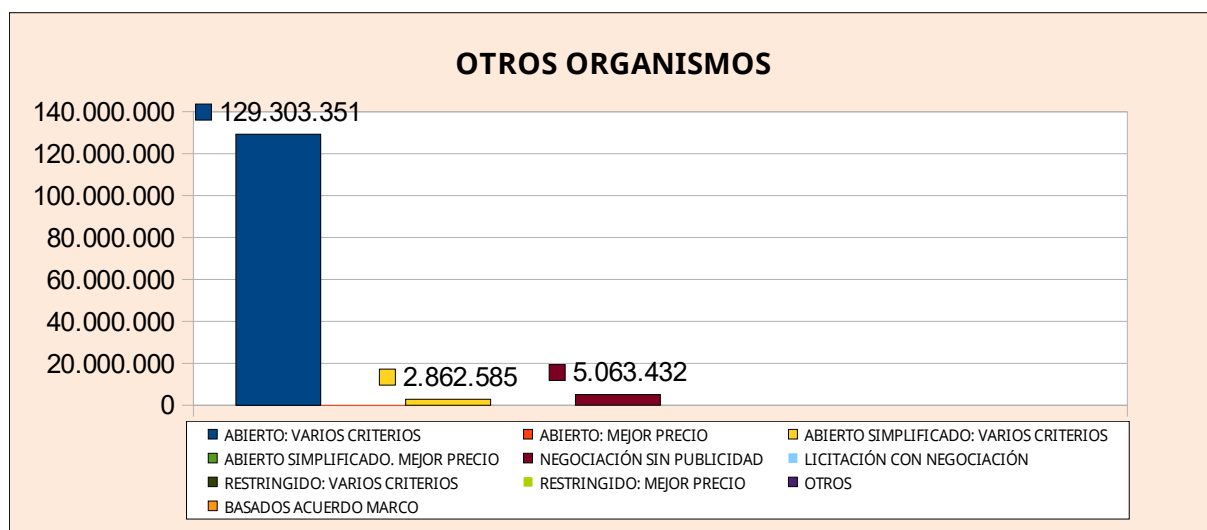 OTROS ORGANISMOS
140.000.000
129.303.351
120.000.000
100.000.000
80.000.000
60.000.000
40.000.000
20.000.000
2.862.585
5.063.432
0
ABIERTO: VARIOS CRITERIOS
ABIERTO: MEJOR PRECIO
ABIERTO SIMPLIFICADO: VARIOS CRITERIOS
ABIERTO SIMPLIFICADO. MEJOR PRECIO
NEGOCIACIÓN SIN PUBLICIDAD
LICITACIÓN CON NEGOCIACIÓN
RESTRINGIDO: VARIOS CRITERIOS
RESTRINGIDO: MEJOR PRECIO
OTROS
BASADOS ACUERDO MARCO